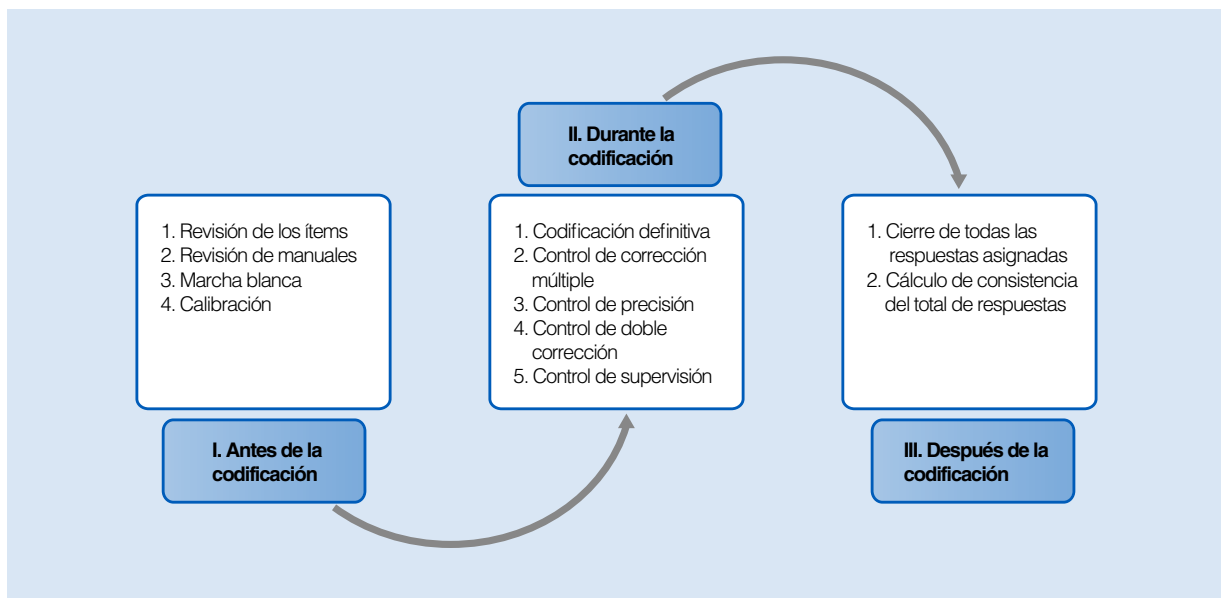 I. Antes de la
codificación
1. Revisión de los ítems
2. Revisión de manuales
3. Marcha blanca
4. Calibración
II. Durante la
codificación
1. Codificación definitiva
2. Control de corrección
múltiple
3. Control de precisión
4. Control de doble
corrección
5. Control de supervisión
III. Después de la
codificación
1. Cierre de todas las
respuestas asignadas
2. Cálculo de consistencia
del total de respuestas